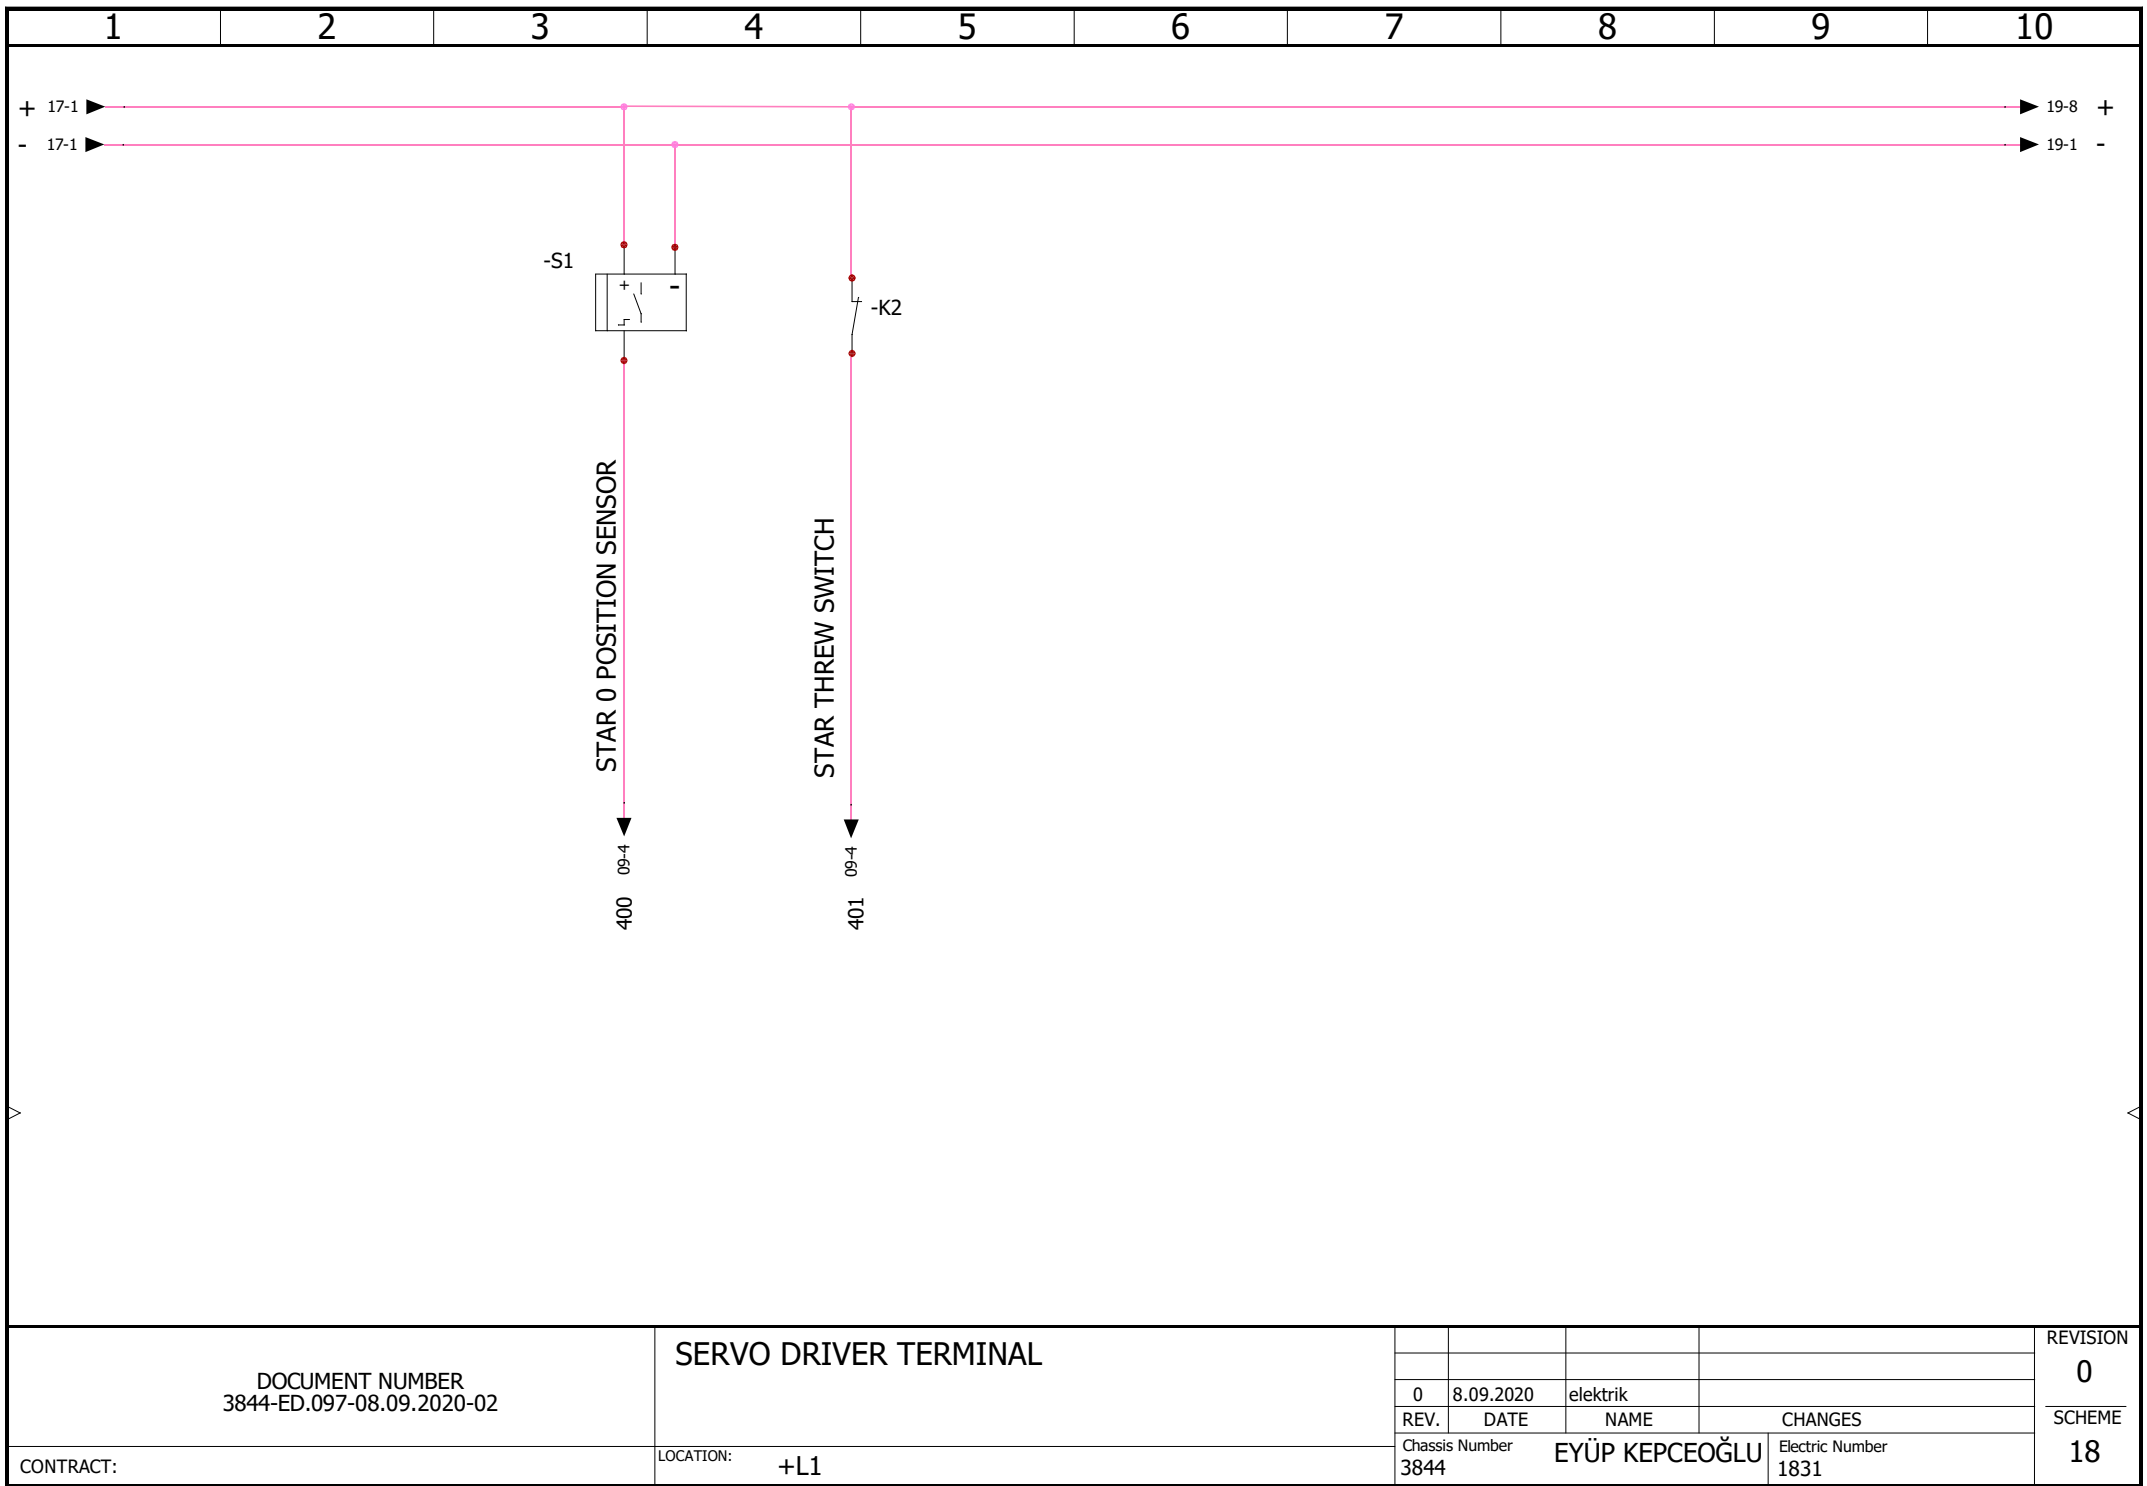 1 2 3 4 5 6 7 8 9 10
+ 17-1 19-8 +
- 17-1 19-1 -
-S1
+ -
-K2
STAR 0 POSITION SENSOR
STAR THREW SWITCH
09-4
09-4
400
401
DOCUMENT NUMBER
3844-ED.097-08.09.2020-02
CONTRACT:
SERVO DRIVER TERMINAL
LOCATION: +L1
0 8.09.2020 elektrik
REV. DATE NAME CHANGES
Chassis Number
3844
EYÜP KEPCEOĞLU
Electric Number
1831
REVISION
0
SCHEME
18